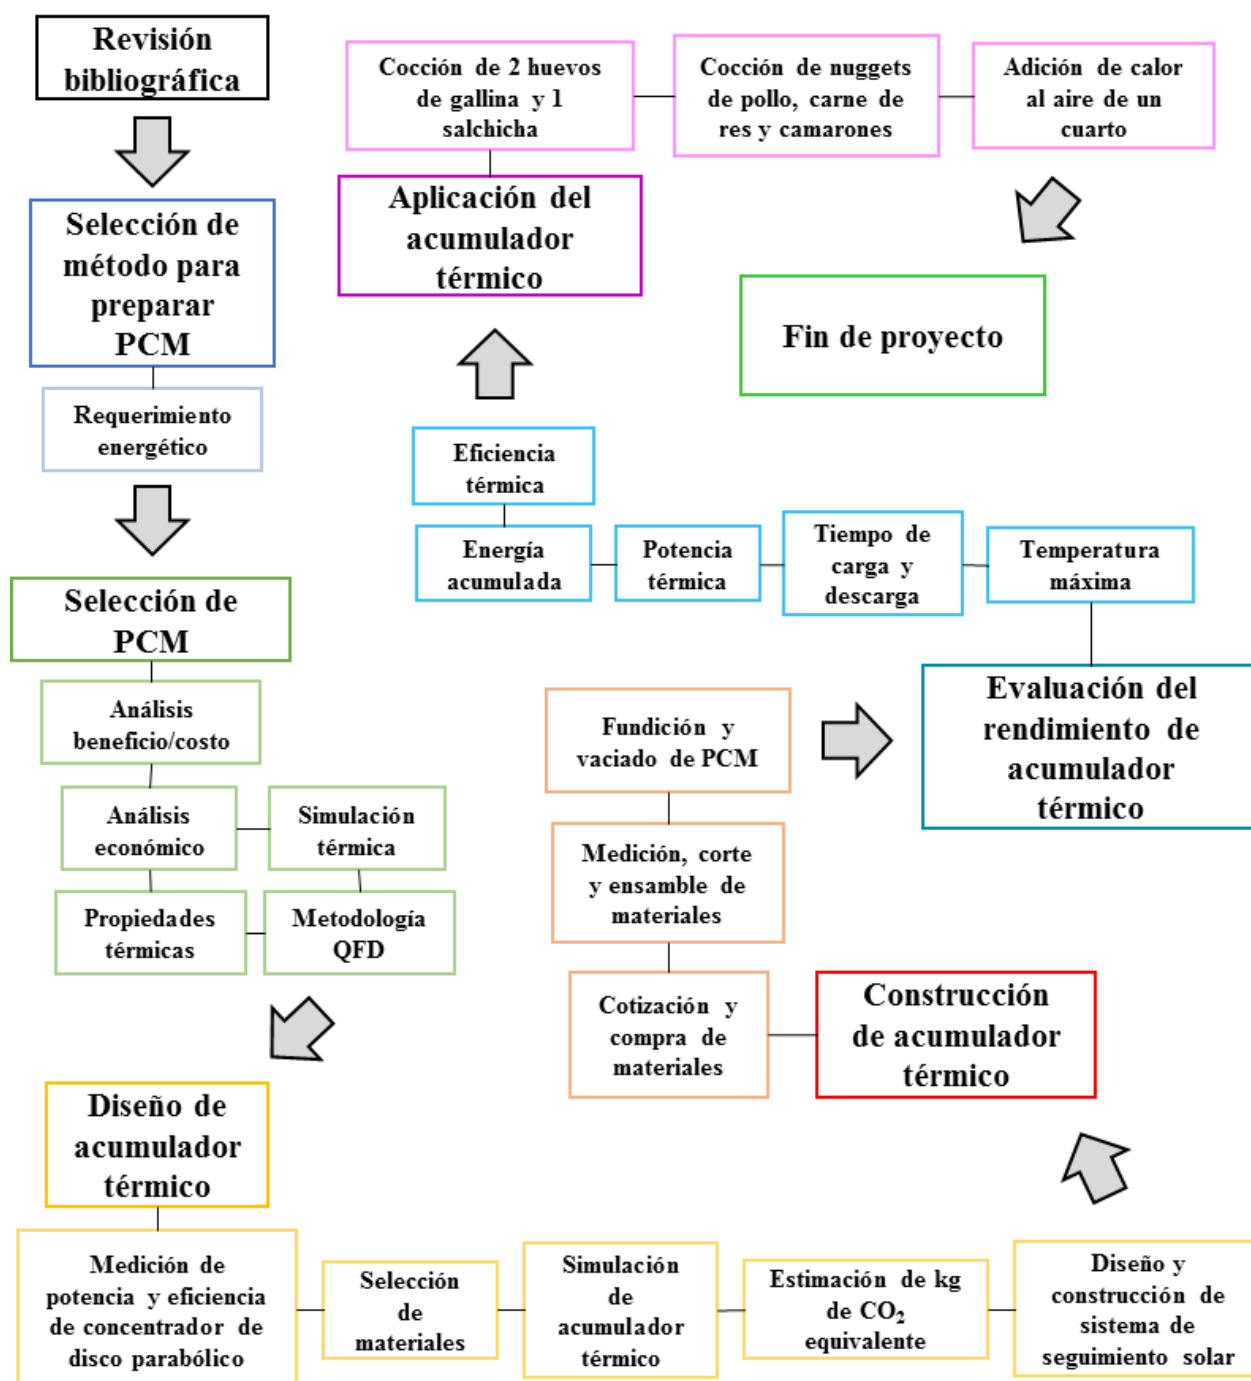 Revisión
bibliográfica
Selección de
método para
preparar
PCM
Requerimiento
energético
Selección de
PCM
Análisis
beneficio/costo
Análisis
económico
Simulación
térmica
Propiedades
térmicas
Metodología
QFD
Diseño de
acumulador
térmico
Medición de
potencia y eficiencia
de concentrador de
disco parabólico
Selección
de
materiales
Simulación
de
acumulador
térmico
Estimación de kg
de CO₂
equivalente
Diseño y
construcción de
sistema de
seguimiento solar
Construcción
de acumulador
térmico
Cotización y
compra de
materiales
Medición, corte
y ensamble de
materiales
Fundición y
vaciado de PCM
Evaluación del
rendimiento de
acumulador
térmico
Temperatura
máxima
Tiempo de
carga y
descarga
Potencia
térmica
Energía
acumulada
Eficiencia
térmica
Aplicación del
acumulador
térmico
Cocción de 2 huevos
de gallina y 1
salchicha
Cocción de nuggets
de pollo, carne de
res y camarones
Adición de calor
al aire de un
cuarto
Fin de proyecto